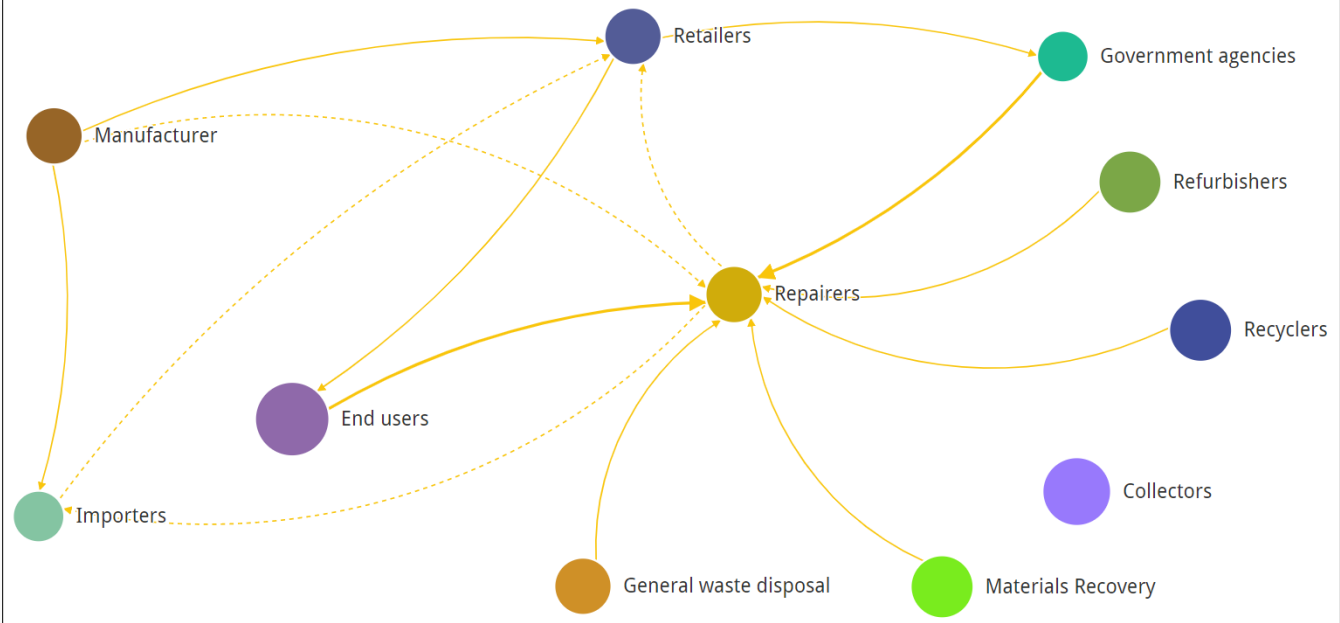 Retailers
Government agencies
Manufacturer
Refurbishers
Repairers
Recyclers
End users
Collectors
Importers
General waste disposal
Materials Recovery